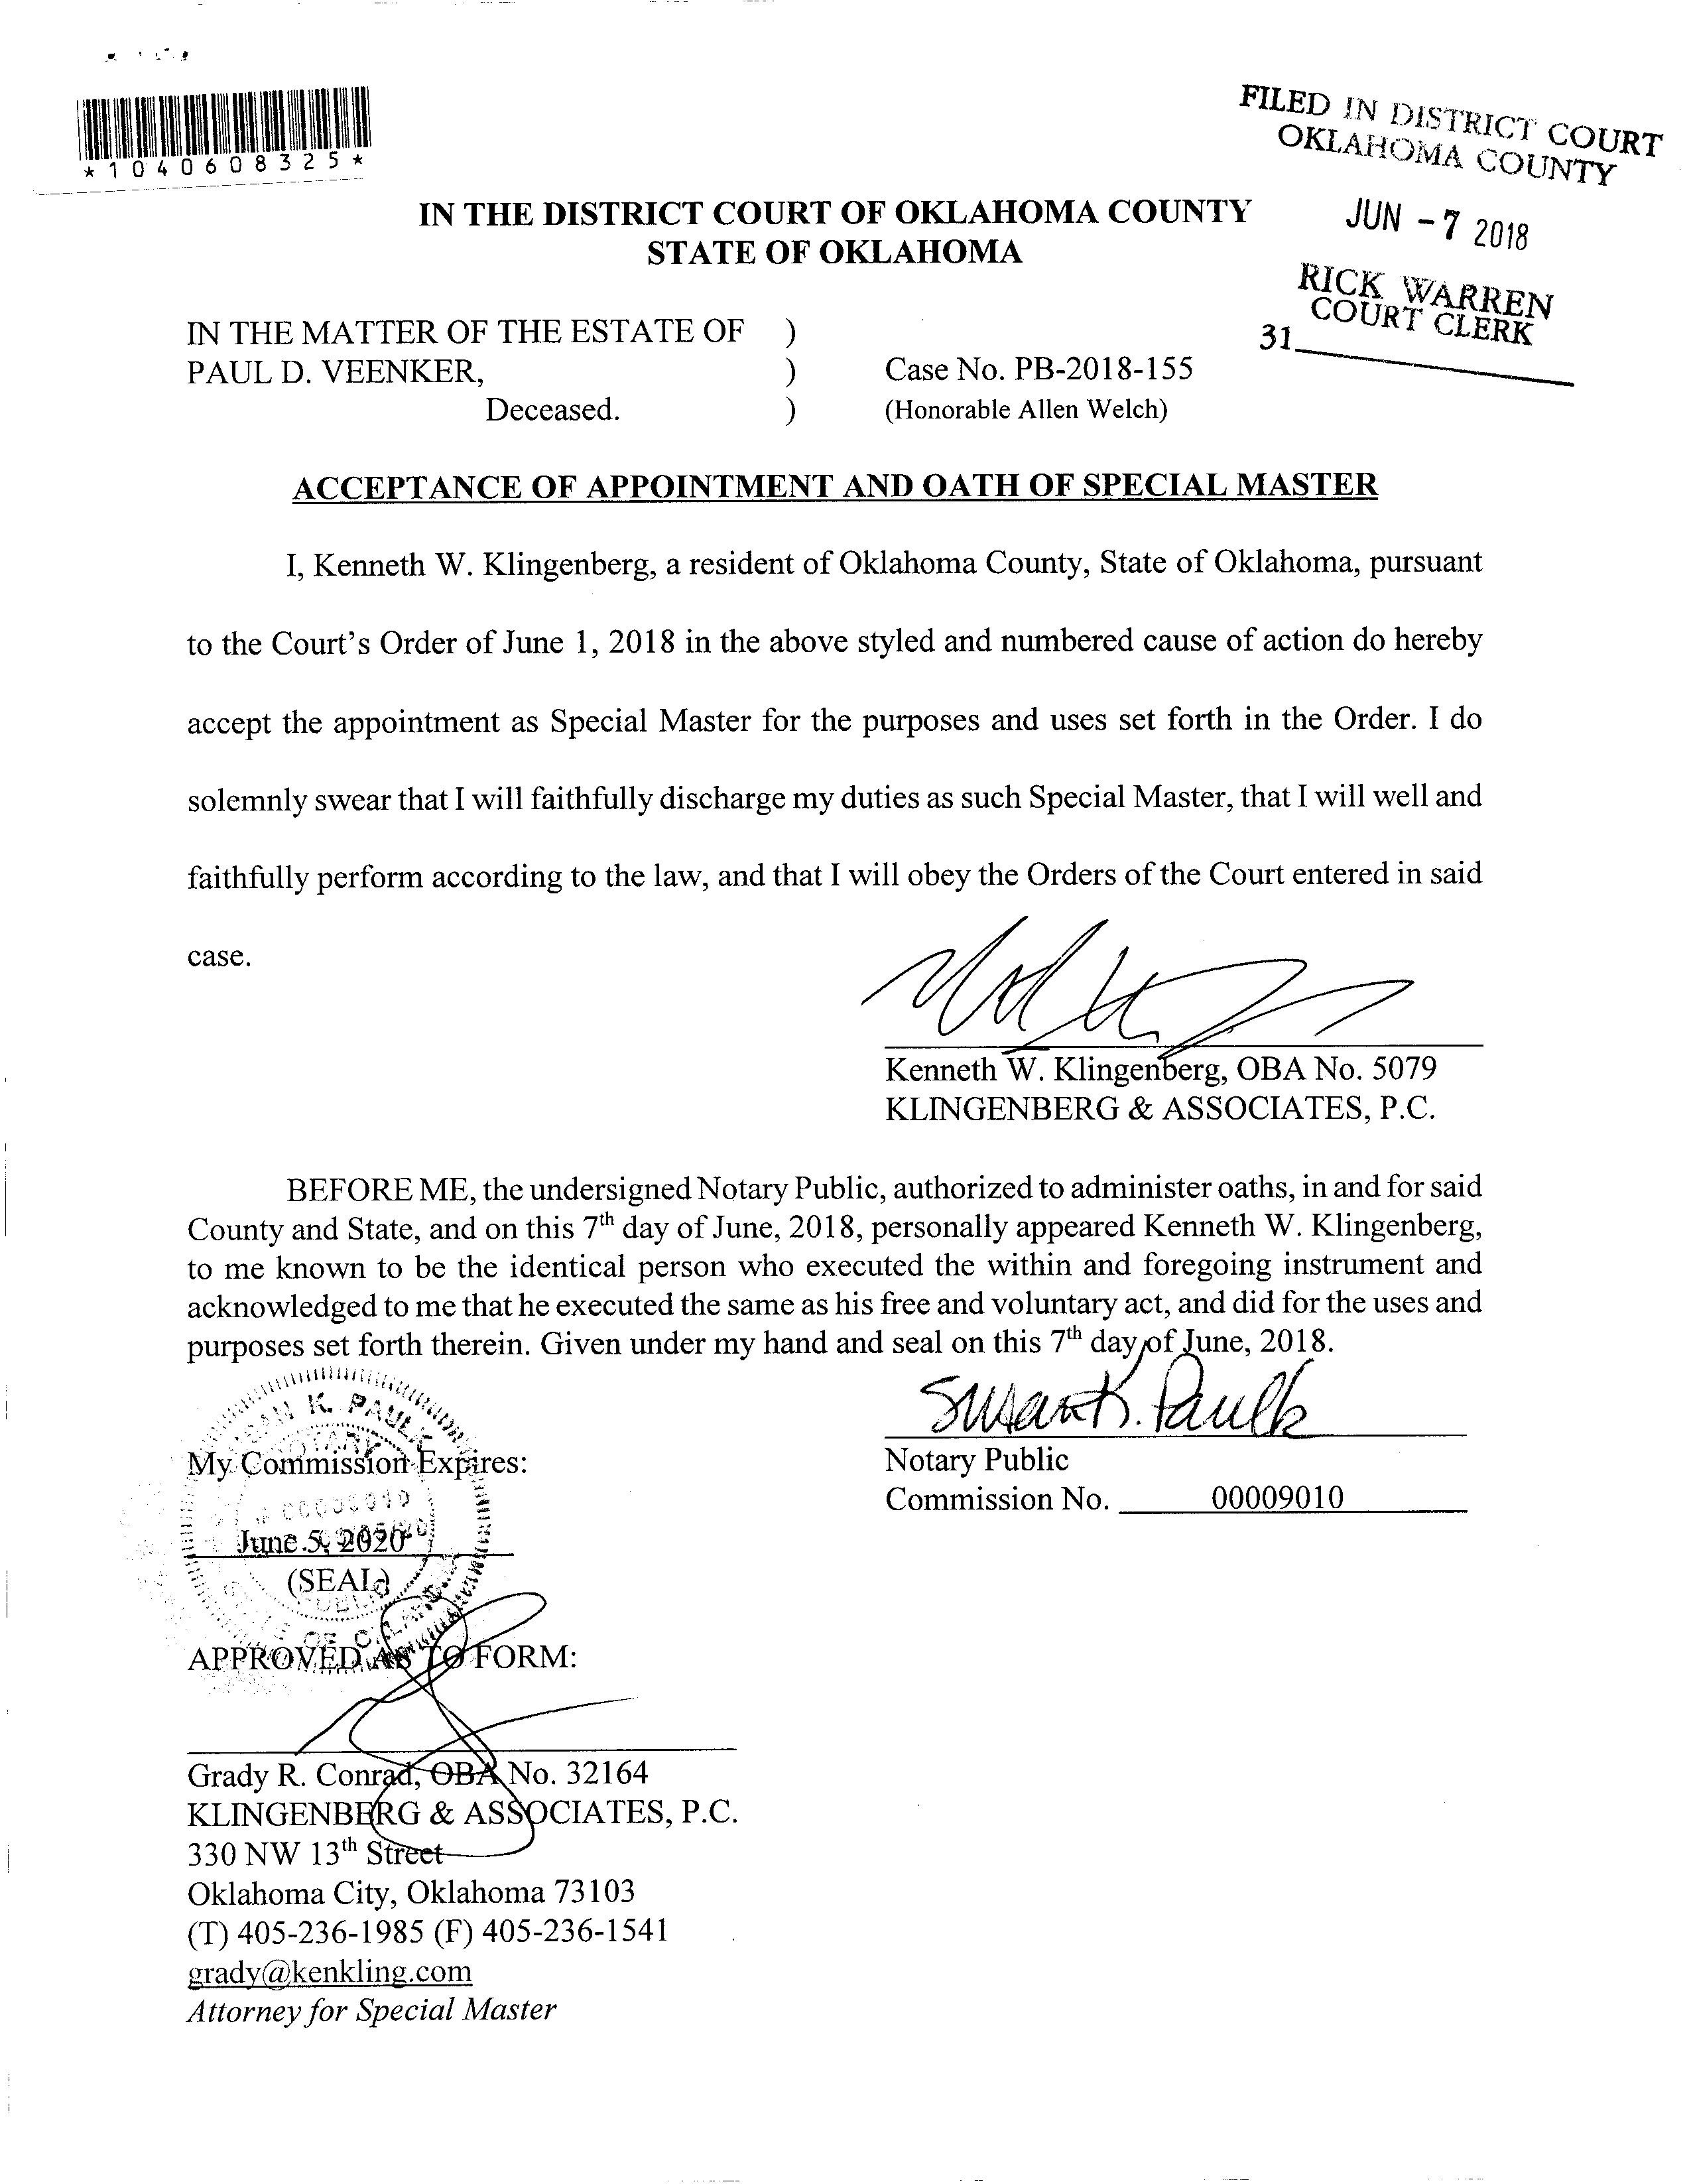 *1040608325*
FILED IN DISTRICT COURT
OKLAHOMA COUNTY
JUN -7 2018
RICK WARREN
COURT CLERK
31
IN THE DISTRICT COURT OF OKLAHOMA COUNTY
STATE OF OKLAHOMA
IN THE MATTER OF THE ESTATE OF )
PAUL D. VEENKER, ) Case No. PB-2018-155
Deceased. ) (Honorable Allen Welch)
ACCEPTANCE OF APPOINTMENT AND OATH OF SPECIAL MASTER
I, Kenneth W. Klingenberg, a resident of Oklahoma County, State of Oklahoma, pursuant
to the Court's Order of June 1, 2018 in the above styled and numbered cause of action do hereby
accept the appointment as Special Master for the purposes and uses set forth in the Order. I do
solemnly swear that I will faithfully discharge my duties as such Special Master, that I will well and
faithfully perform according to the law, and that I will obey the Orders of the Court entered in said
case.
Kenneth W. Klingenberg, OBA No. 5079
KLINGENBERG & ASSOCIATES, P.C.
BEFORE ME, the undersigned Notary Public, authorized to administer oaths, in and for said
County and State, and on this 7th day of June, 2018, personally appeared Kenneth W. Klingenberg,
to me known to be the identical person who executed the within and foregoing instrument and
acknowledged to me that he executed the same as his free and voluntary act, and did for the uses and
purposes set forth therein. Given under my hand and seal on this 7th day of June, 2018.
Susan K. Paulk
Notary Public
Commission No. 00009010
K. PAULK
NOTARY
My Commission Expires:
June 5, 2020
(SEAL)
APPROVED AS TO FORM:
Grady R. Conrad, OBA No. 32164
KLINGENBERG & ASSOCIATES, P.C.
330 NW 13th Street
Oklahoma City, Oklahoma 73103
(T) 405-236-1985 (F) 405-236-1541
grady@kenkling.com
Attorney for Special Master